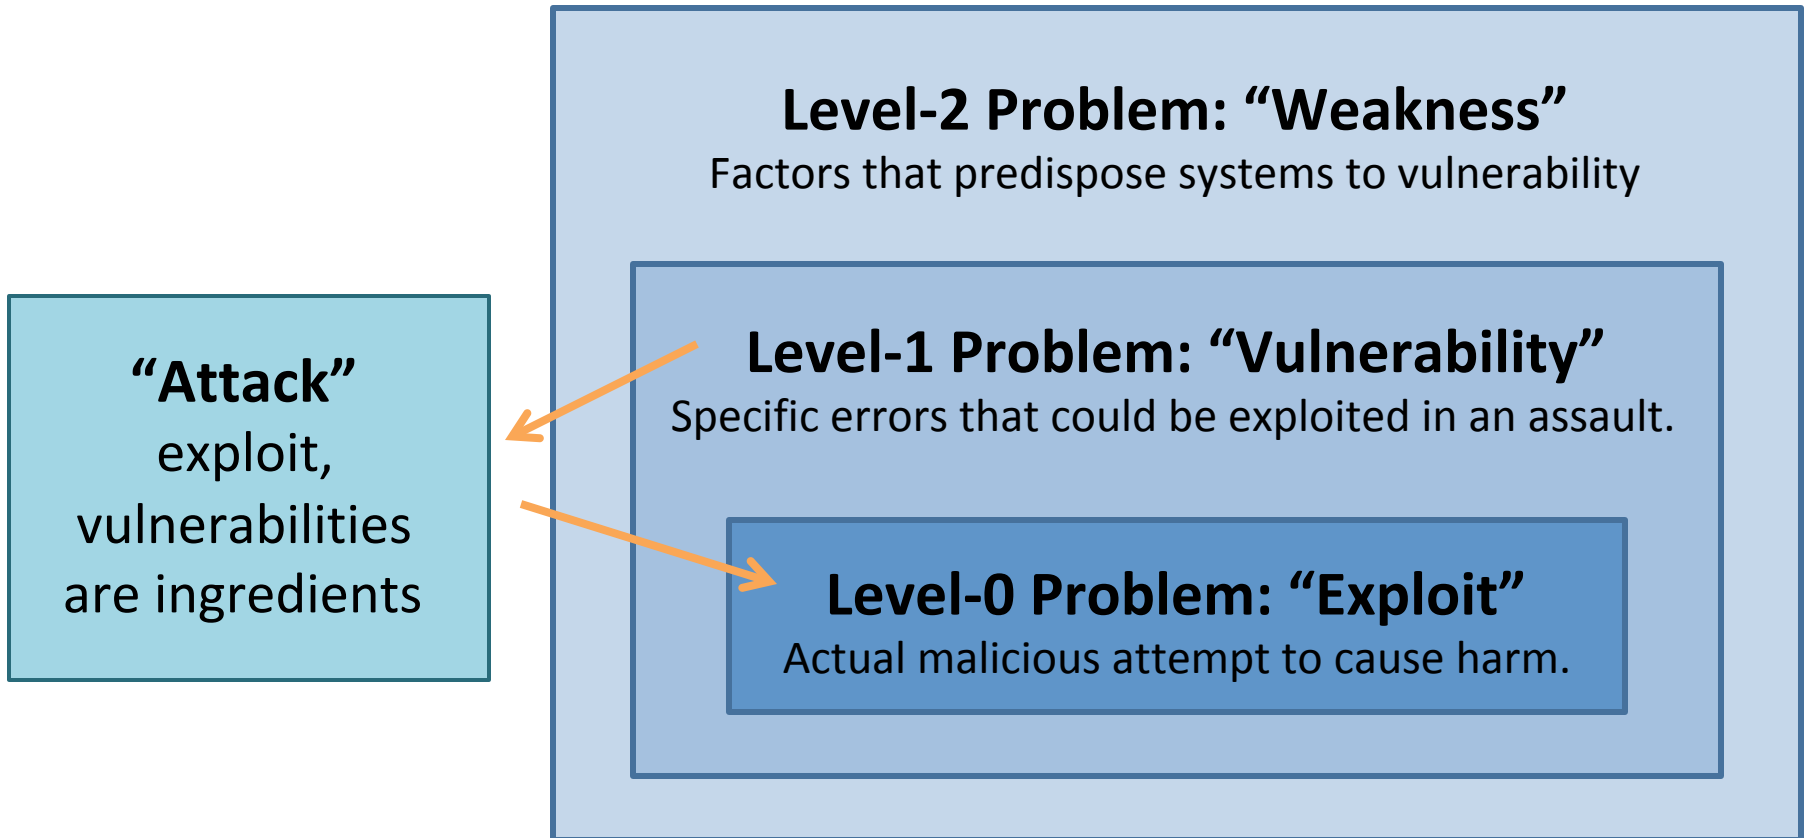 Level-2 Problem: “Weakness”
Factors that predispose systems to vulnerability
Level-1 Problem: “Vulnerability”
Specific errors that could be exploited in an assault.
Level-0 Problem: “Exploit”
Actual malicious attempt to cause harm.
“Attack”
exploit,
vulnerabilities
are ingredients